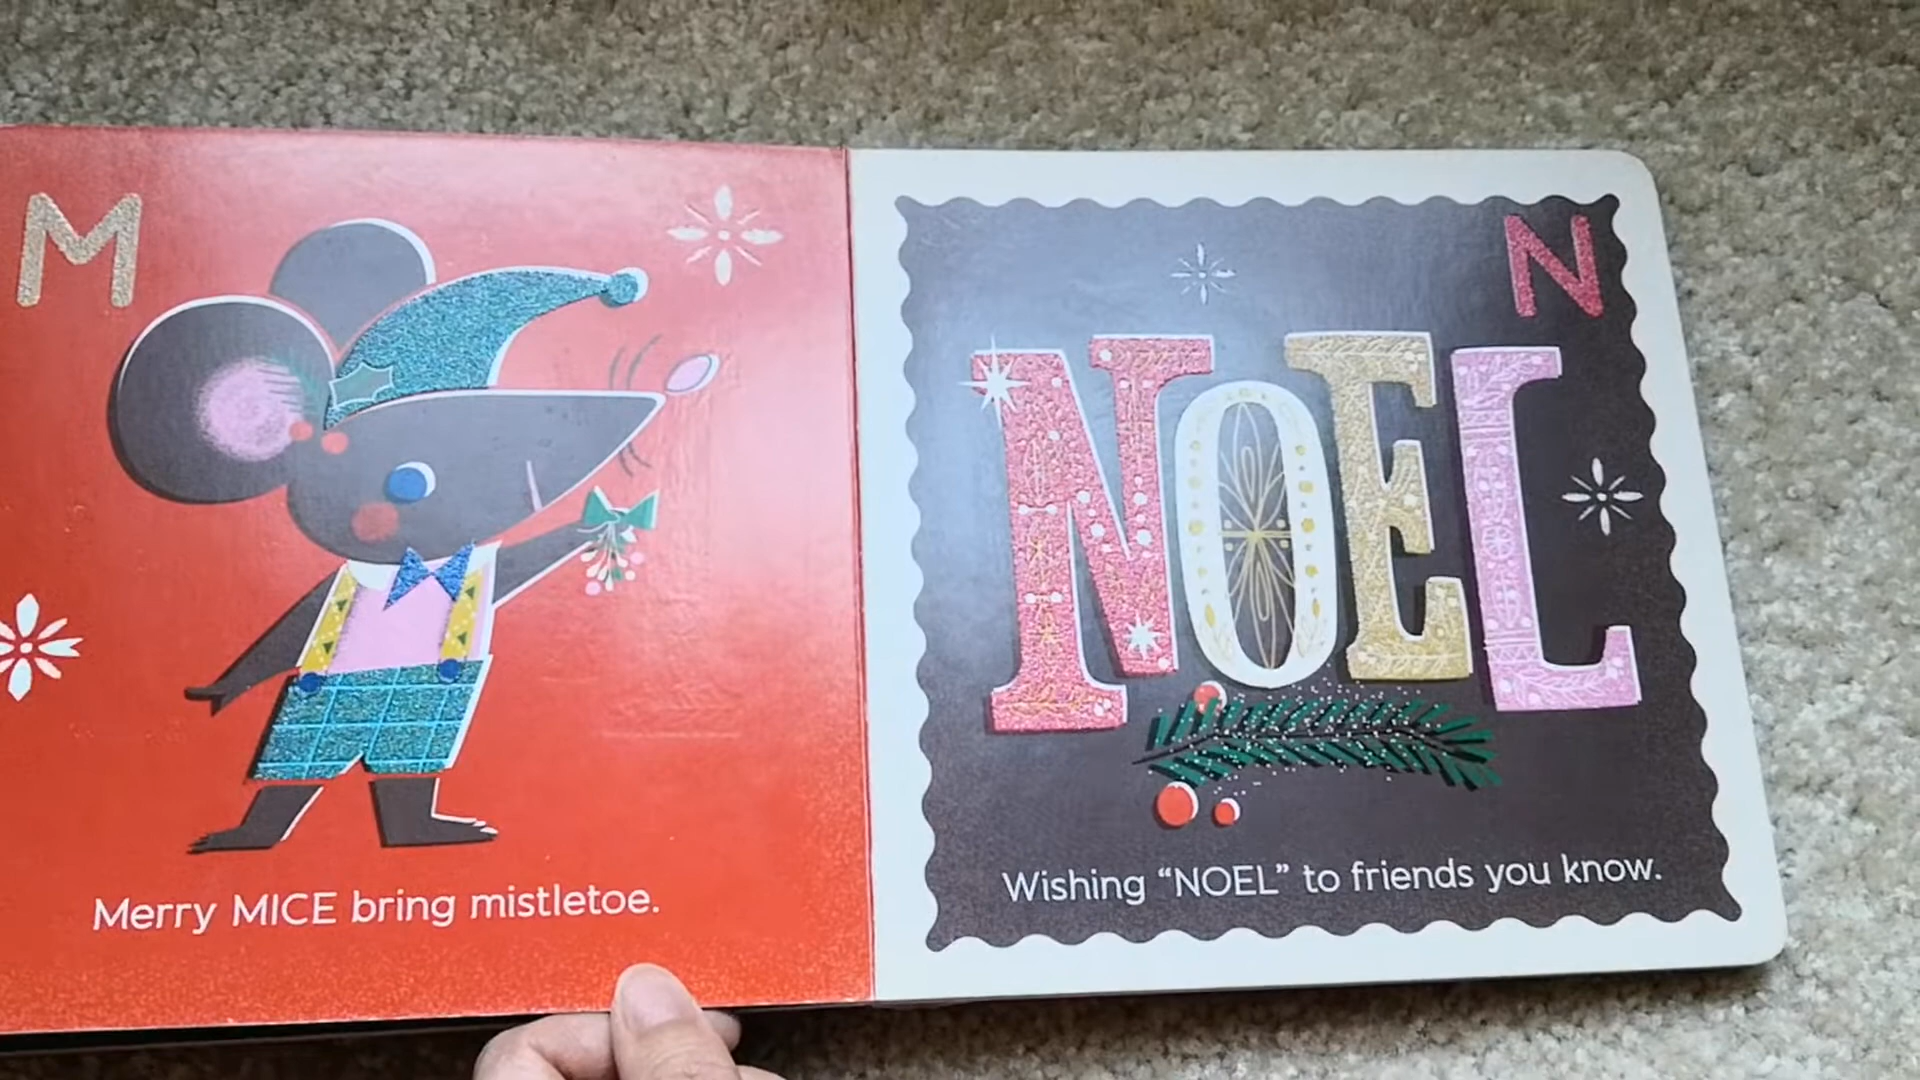 M
Merry MICE bring mistletoe.
N
NOEL
Wishing “NOEL” to friends you know.